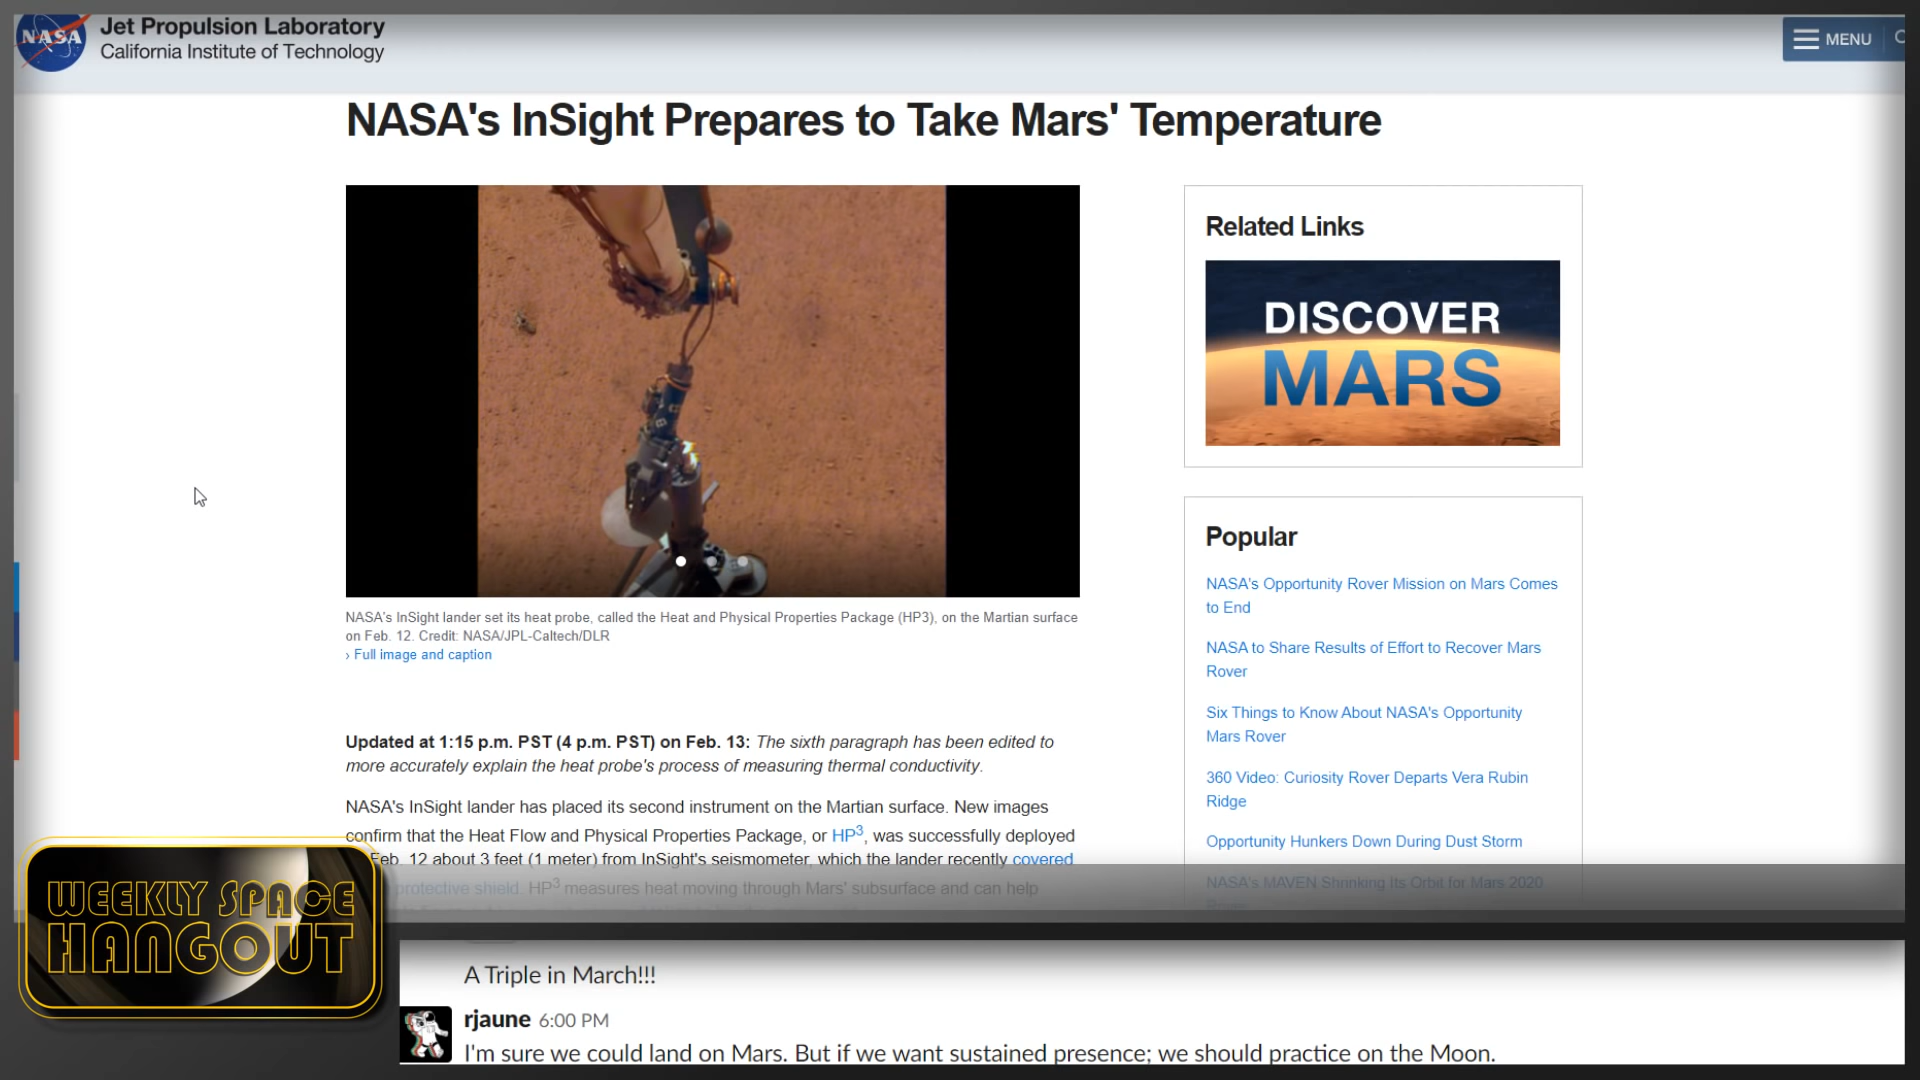 NASA
Jet Propulsion Laboratory
California Institute of Technology
MENU
NASA's InSight Prepares to Take Mars' Temperature
NASA's InSight lander set its heat probe, called the Heat and Physical Properties Package (HP3), on the Martian surface
on Feb. 12. Credit: NASA/JPL-Caltech/DLR
› Full image and caption
Updated at 1:15 p.m. PST (4 p.m. PST) on Feb. 13: The sixth paragraph has been edited to
more accurately explain the heat probe's process of measuring thermal conductivity.
NASA's InSight lander has placed its second instrument on the Martian surface. New images
confirm that the Heat Flow and Physical Properties Package, or HP3, was successfully deployed
Feb. 12 about 3 feet (1 meter) from InSight's seismometer, which the lander recently covered
protective shield. HP3 measures heat moving through Mars' subsurface and can help
Related Links
DISCOVER
MARS
Popular
NASA's Opportunity Rover Mission on Mars Comes
to End
NASA to Share Results of Effort to Recover Mars
Rover
Six Things to Know About NASA's Opportunity
Mars Rover
360 Video: Curiosity Rover Departs Vera Rubin
Ridge
Opportunity Hunkers Down During Dust Storm
NASA's MAVEN Shrinking Its Orbit for Mars 2020
WEEKLY SPACE
HANGOUT
A Triple in March!!!
rjaune 6:00 PM
I'm sure we could land on Mars. But if we want sustained presence; we should practice on the Moon.